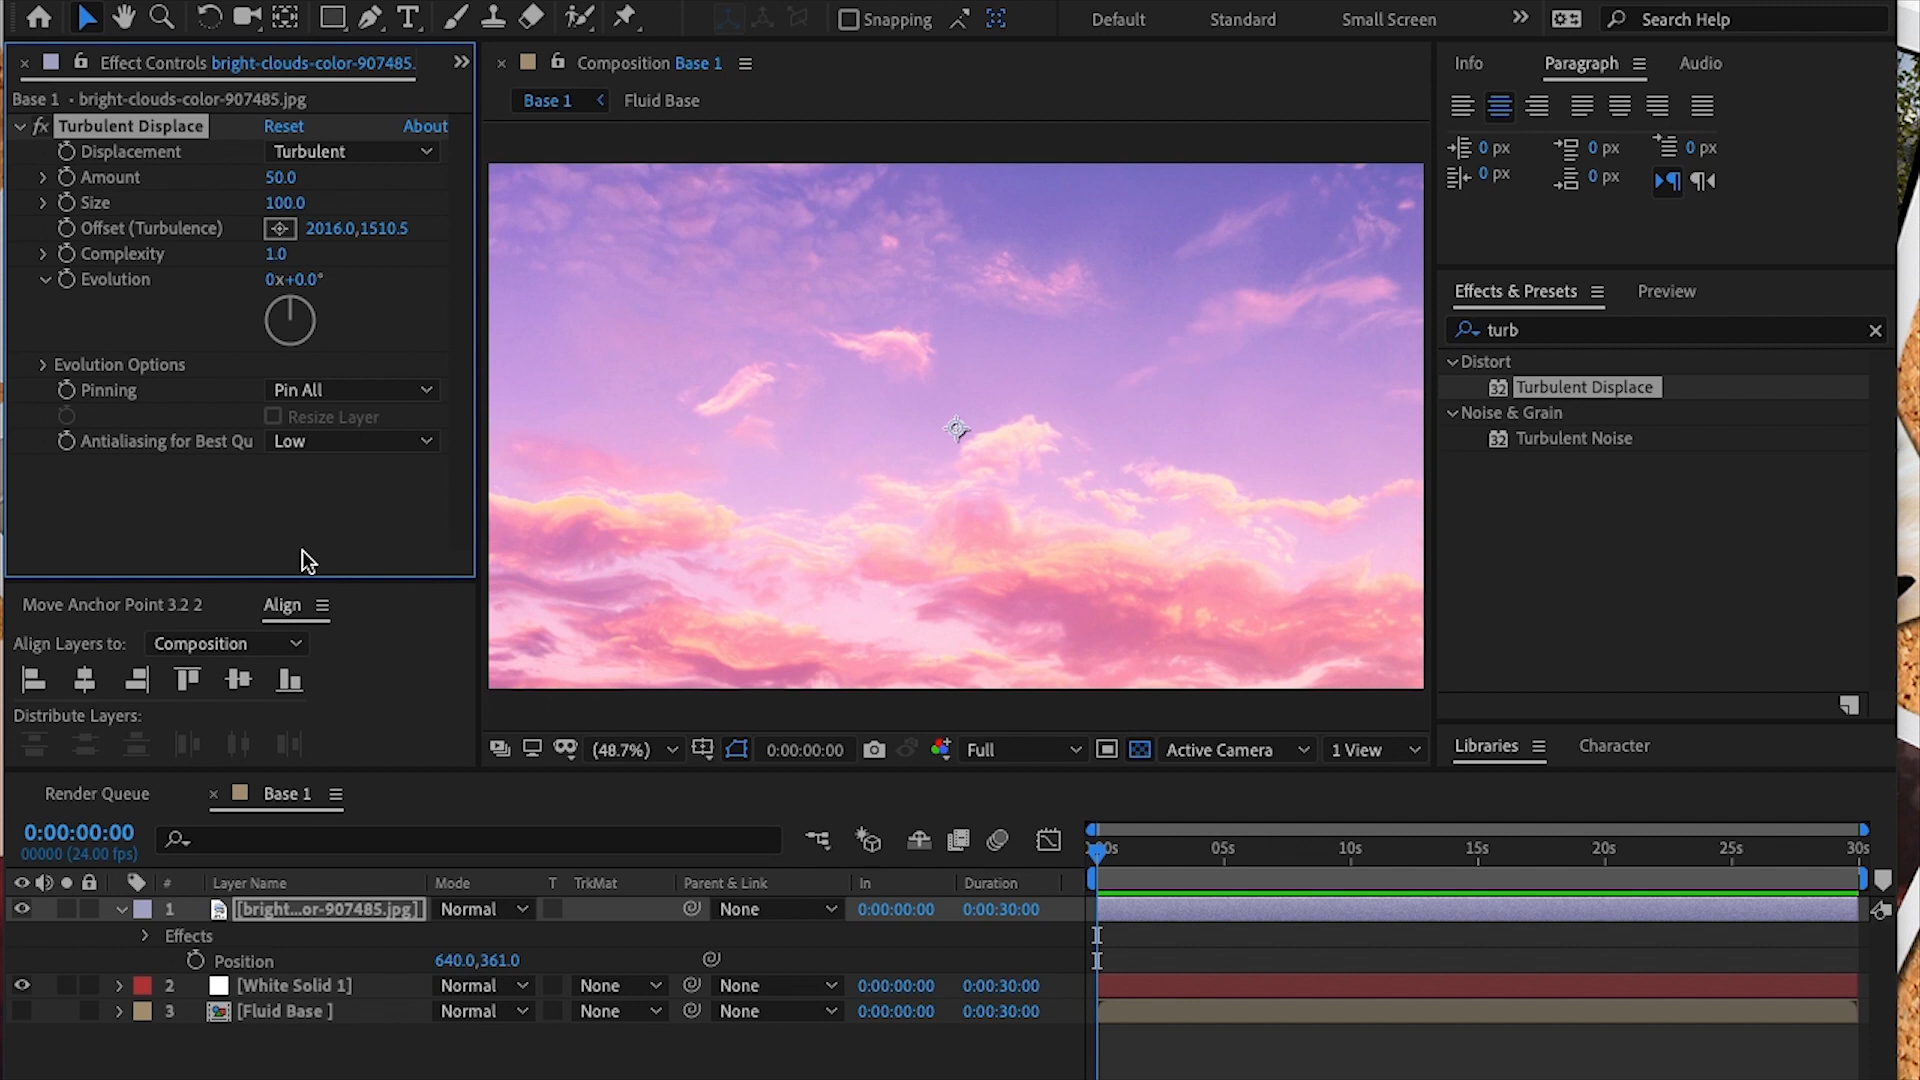 Snapping
Default
Standard
Small Screen
Search Help
Effect Controls bright-clouds-color-907485.
Composition Base 1
Info
Paragraph
Audio
Base 1 • bright-clouds-color-907485.jpg
Base 1
Fluid Base
fx Turbulent Displace Reset About
Displacement Turbulent
Amount 50.0
Size 100.0
Offset (Turbulence) 2016.0,1510.5
Complexity 1.0
Evolution 0x+0.0°
Evolution Options
Pinning Pin All
Resize Layer
Antialiasing for Best Qu Low
0 px 0 px 0 px
0 px 0 px
Effects & Presets
Preview
turb
Distort
32 Turbulent Displace
Noise & Grain
32 Turbulent Noise
Move Anchor Point 3.2 2
Align
Align Layers to: Composition
Distribute Layers:
(48.7%) 0:00:00:00 Full Active Camera 1 View
Libraries
Character
Render Queue
Base 1
0:00:00:00
00000 (24.00 fps)
05s 10s 15s 20s 25s 30s
# Layer Name Mode T TrkMat Parent & Link In Duration
1 [bright...or-907485.jpg] Normal None 0:00:00:00 0:00:30:00
Effects
Position 640.0,361.0
2 [White Solid 1] Normal None None 0:00:00:00 0:00:30:00
3 [Fluid Base ] Normal None None 0:00:00:00 0:00:30:00